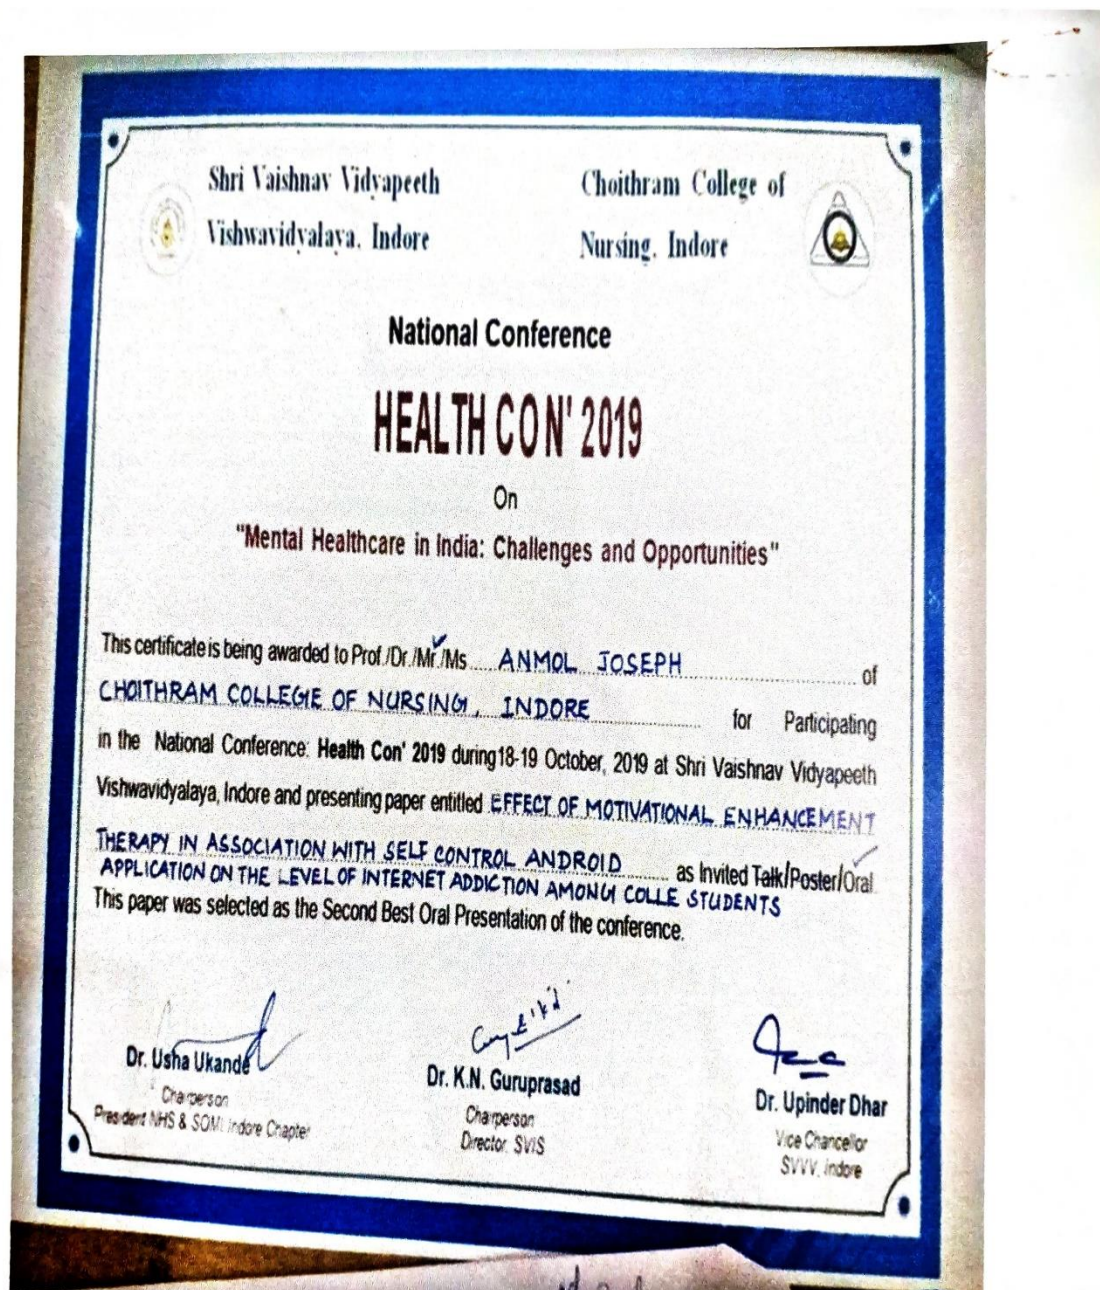 Shri Vaishnav Vidyapeeth
Vishwavidyalaya, Indore
Choithram College of
Nursing, Indore
National Conference
HEALTH CON' 2019
On
"Mental Healthcare in India: Challenges and Opportunities"
This certificate is being awarded to Prof./Dr./Mr./Ms ANMOL JOSEPH of
CHOITHRAM COLLEGE OF NURSING, INDORE for Participating
in the National Conference: Health Con' 2019 during 18-19 October, 2019 at Shri Vaishnav Vidyapeeth
Vishwavidyalaya, Indore and presenting paper entitled EFFECT OF MOTIVATIONAL ENHANCEMENT
THERAPY IN ASSOCIATION WITH SELF CONTROL ANDROID as Invited Talk/Poster/Oral
APPLICATION ON THE LEVEL OF INTERNET ADDICTION AMONG COLLE STUDENTS
This paper was selected as the Second Best Oral Presentation of the conference.
Dr. Usha Ukande
Chairperson
President NHS & SOMI Indore Chapter
Dr. K.N. Guruprasad
Chairperson
Director, SVIS
Dr. Upinder Dhar
Vice Chancellor
SVVV, Indore